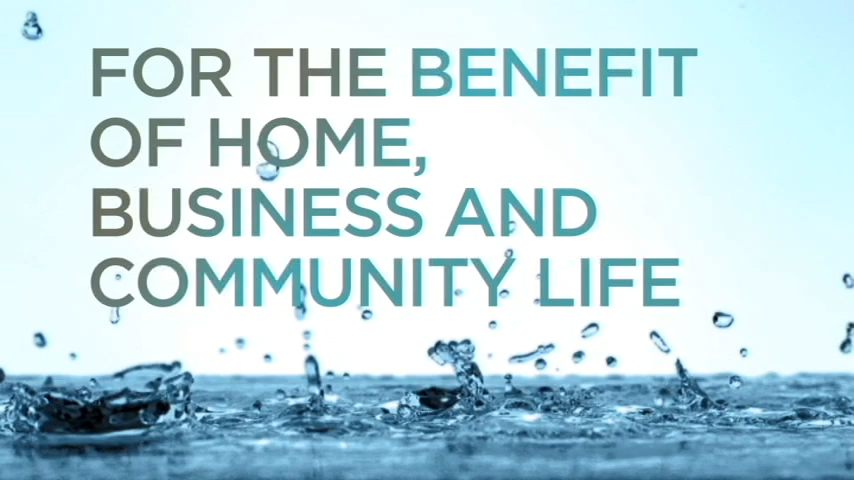 FOR THE BENEFIT
OF HOME,
BUSINESS AND
COMMUNITY LIFE